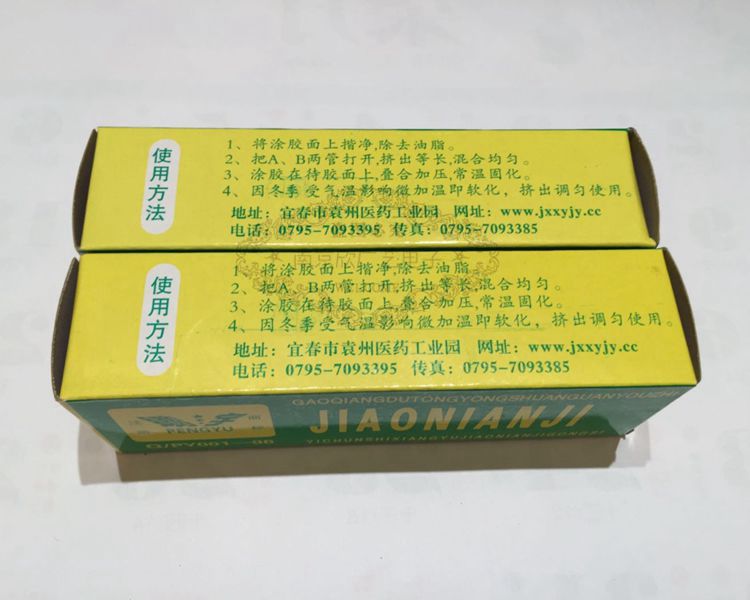 使用方法
1、将涂胶面上揩净,除去油脂。
2、把A、B两管打开,挤出等长,混合均匀。
3、涂胶在待胶面上,叠合加压,常温固化。
4、因冬季受气温影响微加温即软化，挤出调匀使用。
地址：宜春市袁州医药工业园 网址：www.jxxyjy.cc
电话：0795-7093395 传真：0795-7093385
使用方法
1、将涂胶面上揩净,除去油脂。
2、把A、B两管打开,挤出等长,混合均匀。
3、涂胶在待胶面上,叠合加压,常温固化。
4、因冬季受气温影响微加温即软化，挤出调匀使用。
地址：宜春市袁州医药工业园 网址：www.jxxyjy.cc
电话：0795-7093395 传真：0795-7093385
GAOQIANGDUTONGYONGSHUANGGUANYOUZHI
JIAONIANJI
PENGYU